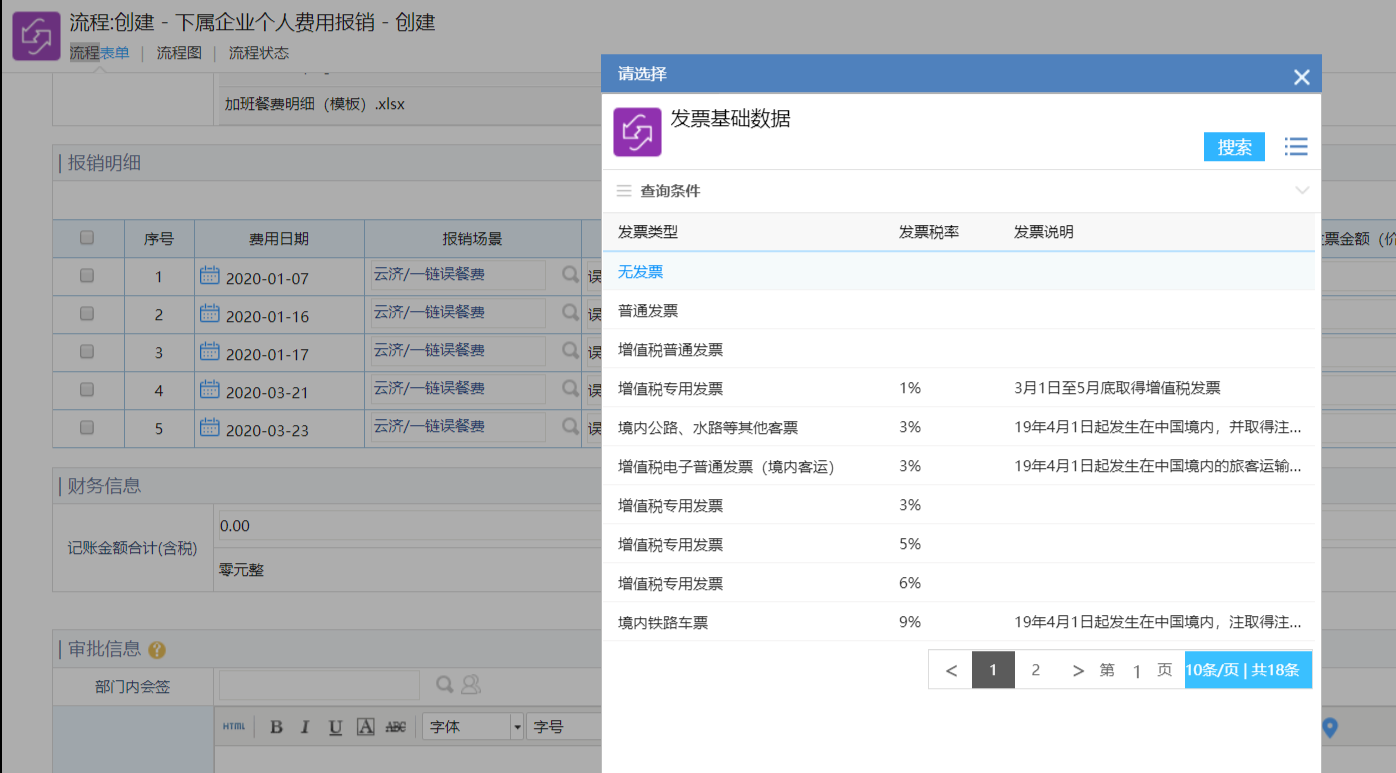 流程:创建 - 下属企业个人费用报销 - 创建
流程表单 | 流程图 | 流程状态
加班餐费明细（模板）.xlsx
报销明细
序号 费用日期 报销场景
1 2020-01-07 云济/一链误餐费 误
2 2020-01-16 云济/一链误餐费 误
3 2020-01-17 云济/一链误餐费 误
4 2020-03-21 云济/一链误餐费 误
5 2020-03-23 云济/一链误餐费 误
票金额（价
财务信息
记账金额合计(含税)
0.00
零元整
审批信息 ?
部门内会签
HTML B I U A ABC 字体 字号
请选择
发票基础数据
搜索
查询条件
发票类型 发票税率 发票说明
无发票
普通发票
增值税普通发票
增值税专用发票 1% 3月1日至5月底取得增值税发票
境内公路、水路等其他客票 3% 19年4月1日起发生在中国境内，并取得注...
增值税电子普通发票（境内客运） 3% 19年4月1日起发生在中国境内的旅客运输...
增值税专用发票 3%
增值税专用发票 5%
增值税专用发票 6%
境内铁路车票 9% 19年4月1日起发生在中国境内，注取得注...
< 1 2 > 第 1 页 10条/页 | 共18条